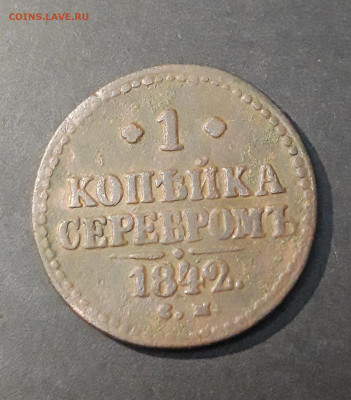 COINS.LAVE.RU
1
КОПѢЙКА
СЕРЕБРОМЪ
1842.
С. М